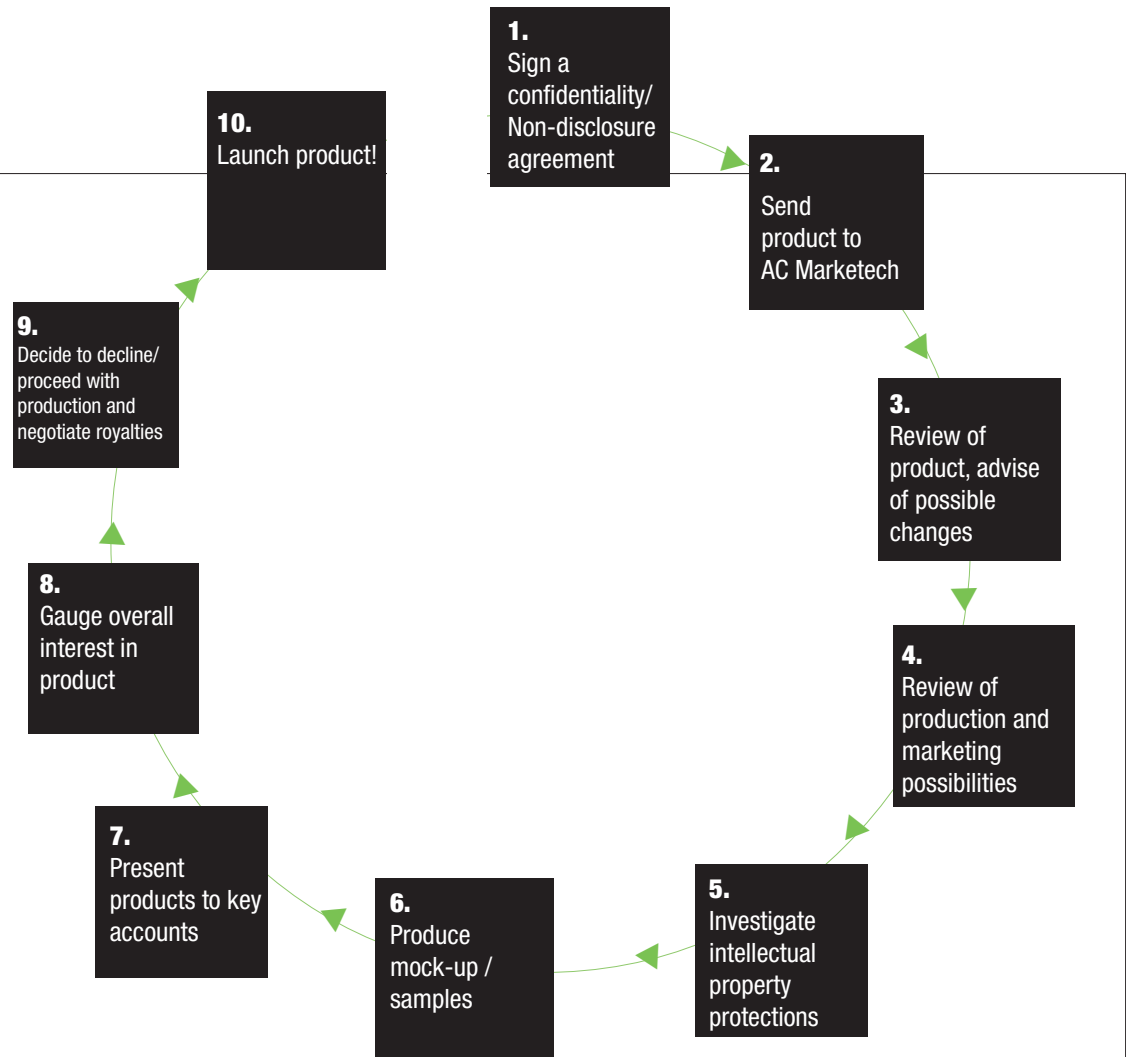 1.
Sign a
confidentiality/
Non-disclosure
agreement
2.
Send
product to
AC Marketech
3.
Review of
product, advise
of possible
changes
4.
Review of
production and
marketing
possibilities
5.
Investigate
intellectual
property
protections
6.
Produce
mock-up /
samples
7.
Present
products to key
accounts
8.
Gauge overall
interest in
product
9.
Decide to decline/
proceed with
production and
negotiate royalties
10.
Launch product!